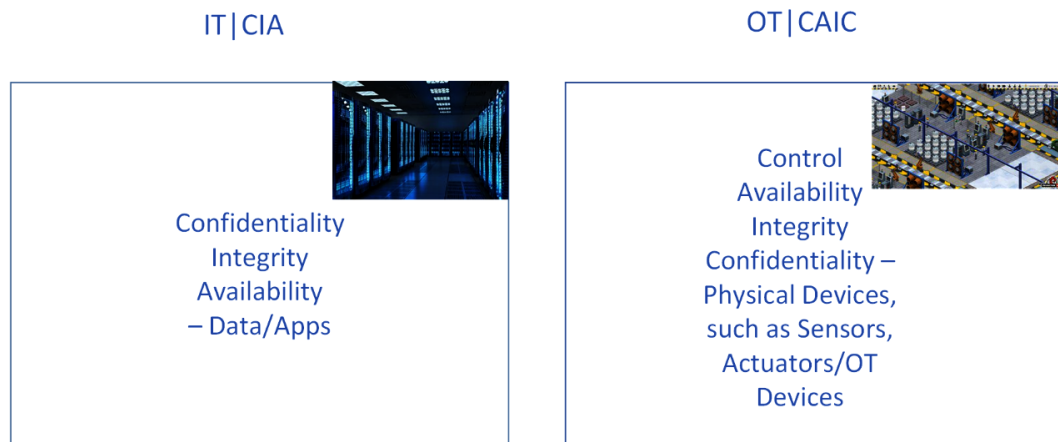 IT|CIA
Confidentiality
Integrity
Availability
– Data/Apps
OT|CAIC
Control
Availability
Integrity
Confidentiality –
Physical Devices,
such as Sensors,
Actuators/OT
Devices